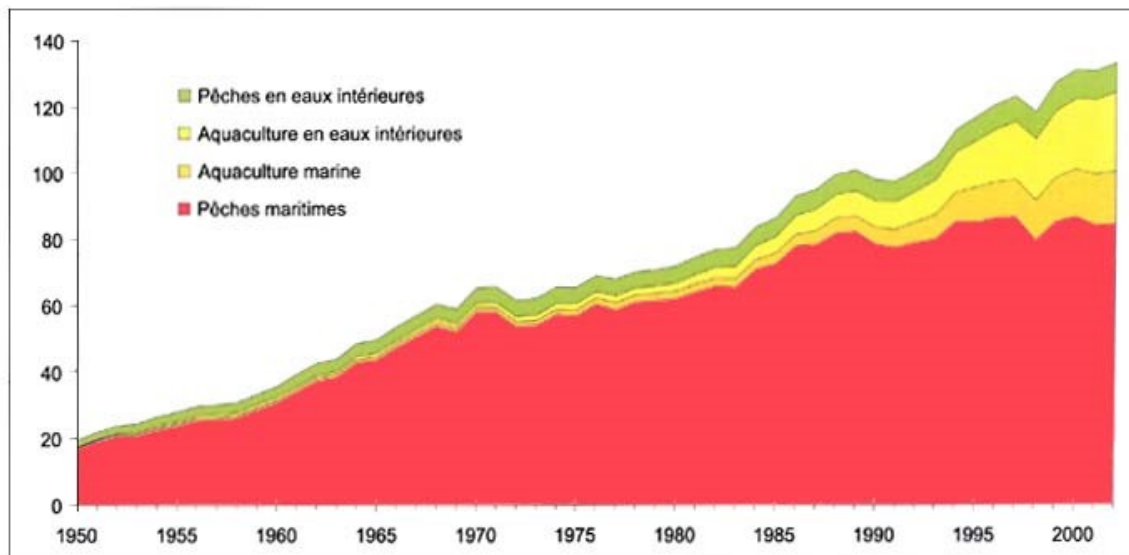 140
120
100
80
60
40
20
0
Pêches en eaux intérieures
Aquaculture en eaux intérieures
Aquaculture marine
Pêches maritimes
1950 1955 1960 1965 1970 1975 1980 1985 1990 1995 2000